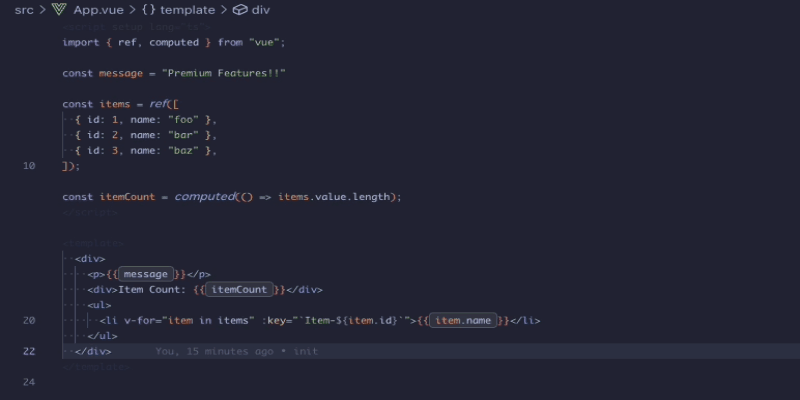 src > App.vue > {} template > div
<script setup lang="ts">
import { ref, computed } from "vue";
const message = "Premium Features!!"
const items = ref([
{ id: 1, name: "foo" },
{ id: 2, name: "bar" },
{ id: 3, name: "baz" },
10 ]);
const itemCount = computed(() => items.value.length);
</script>
<template>
<div>
<p>{{ message }}</p>
<div>Item Count: {{ itemCount }}</div>
<ul>
20 <li v-for="item in items" :key="`Item-${item.id}`">{{ item.name }}</li>
</ul>
22 </div> You, 15 minutes ago • init
</template>
24